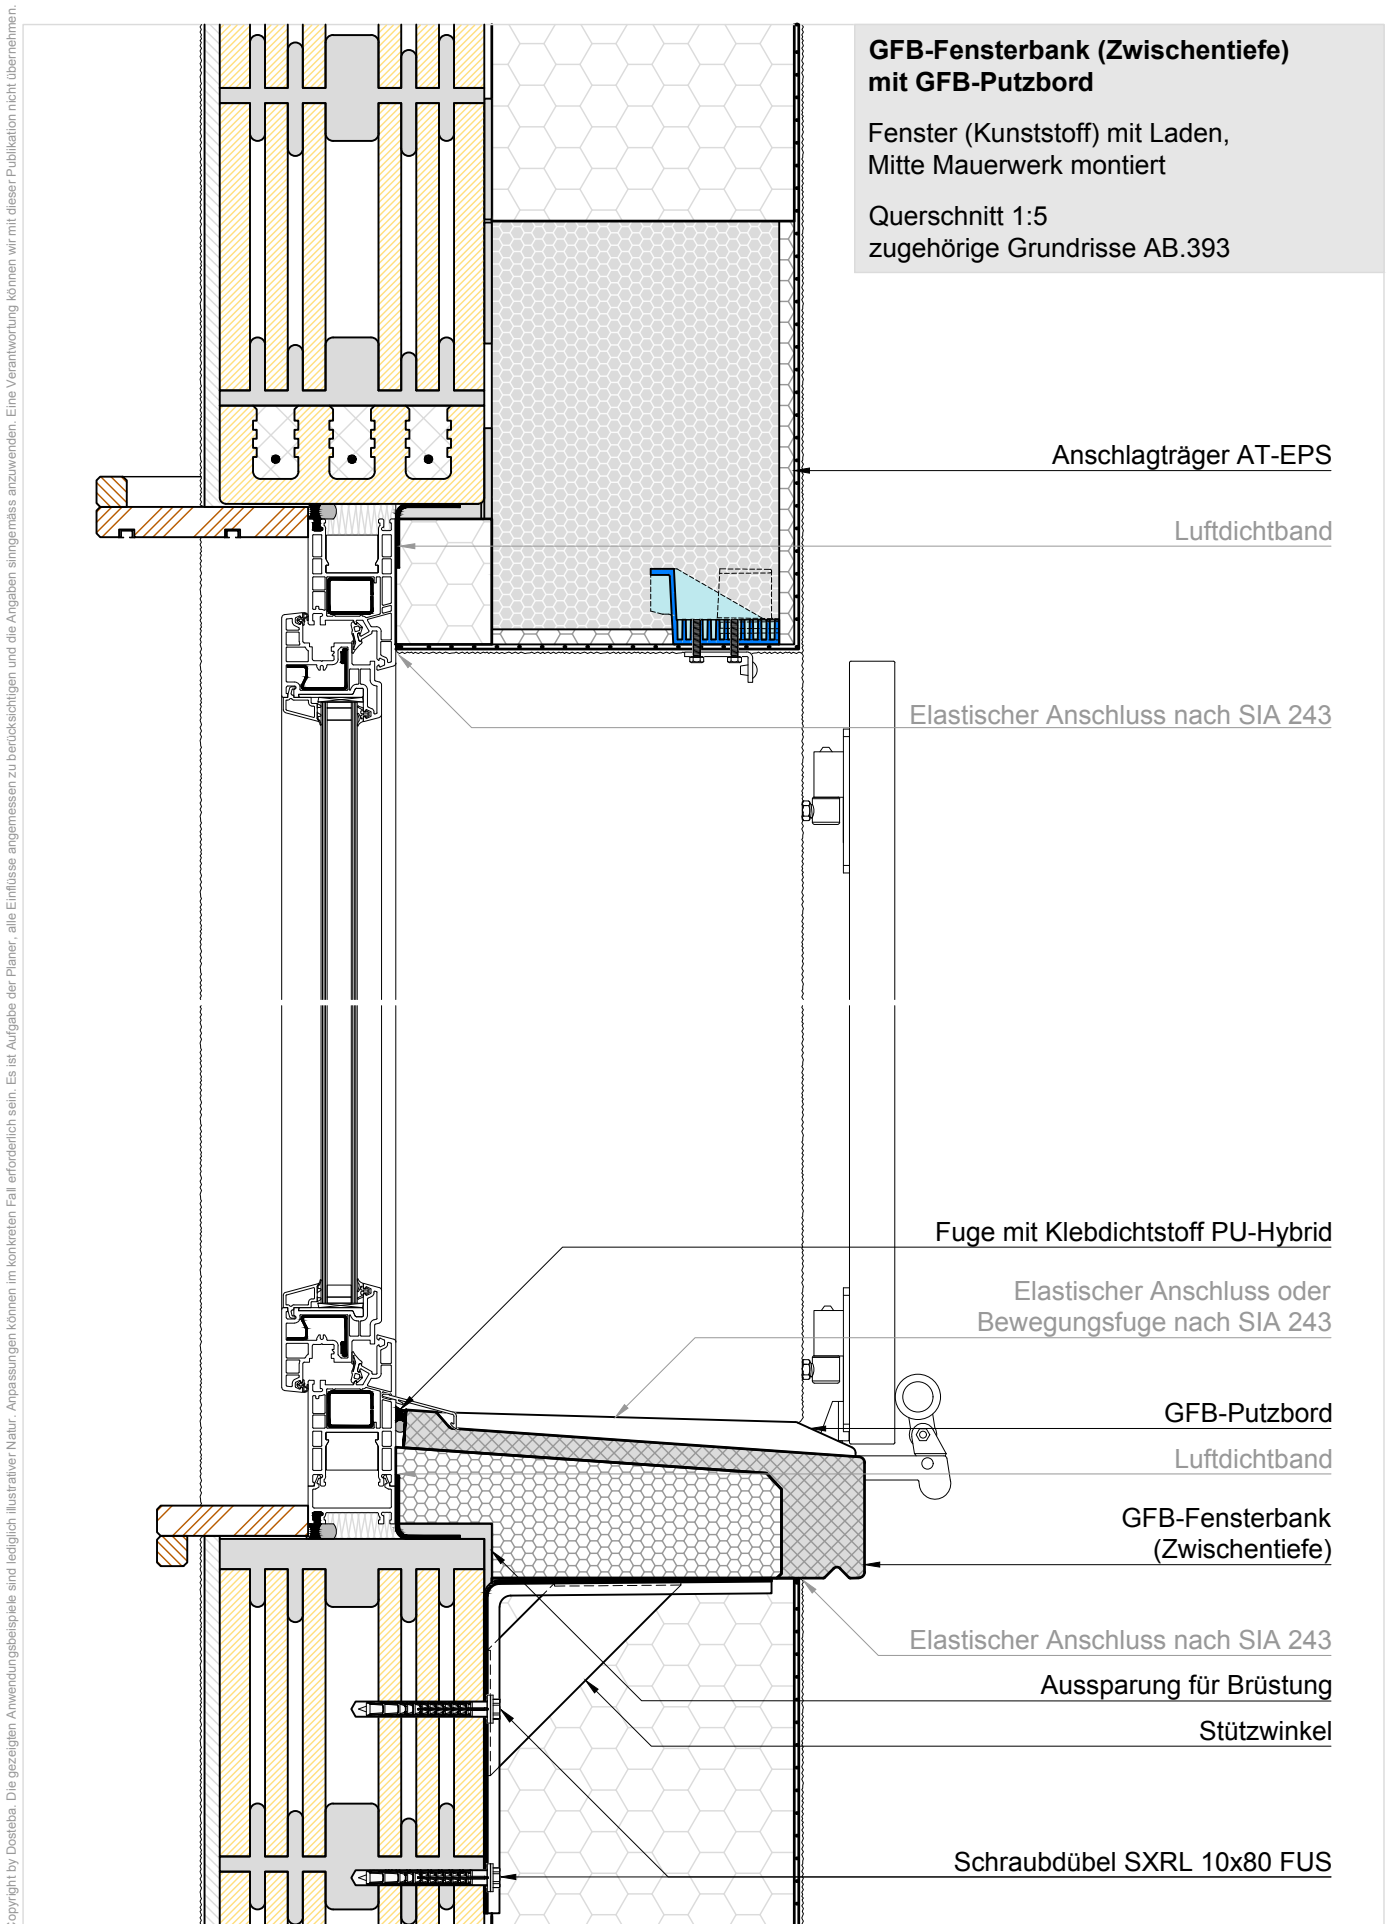 GFB-Fensterbank (Zwischentiefe)
mit GFB-Putzbord
Fenster (Kunststoff) mit Laden,
Mitte Mauerwerk montiert
Querschnitt 1:5
zugehörige Grundrisse AB.393
Anschlagträger AT-EPS
Luftdichtband
Elastischer Anschluss nach SIA 243
Fuge mit Klebdichtstoff PU-Hybrid
Elastischer Anschluss oder
Bewegungsfuge nach SIA 243
GFB-Putzbord
Luftdichtband
GFB-Fensterbank
(Zwischentiefe)
Elastischer Anschluss nach SIA 243
Aussparung für Brüstung
Stützwinkel
Schraubdübel SXRL 10x80 FUS
Copyright by Dosteba. Die gezeigten Anwendungsbeispiele sind lediglich illustrativer Natur. Anpassungen können im konkreten Fall erforderlich sein. Es ist Aufgabe der Planer, alle Einflüsse angemessen zu berücksichtigen und die Angaben sinngemäss anzuwenden. Eine Verantwortung können wir mit dieser Publikation nicht übernehmen.